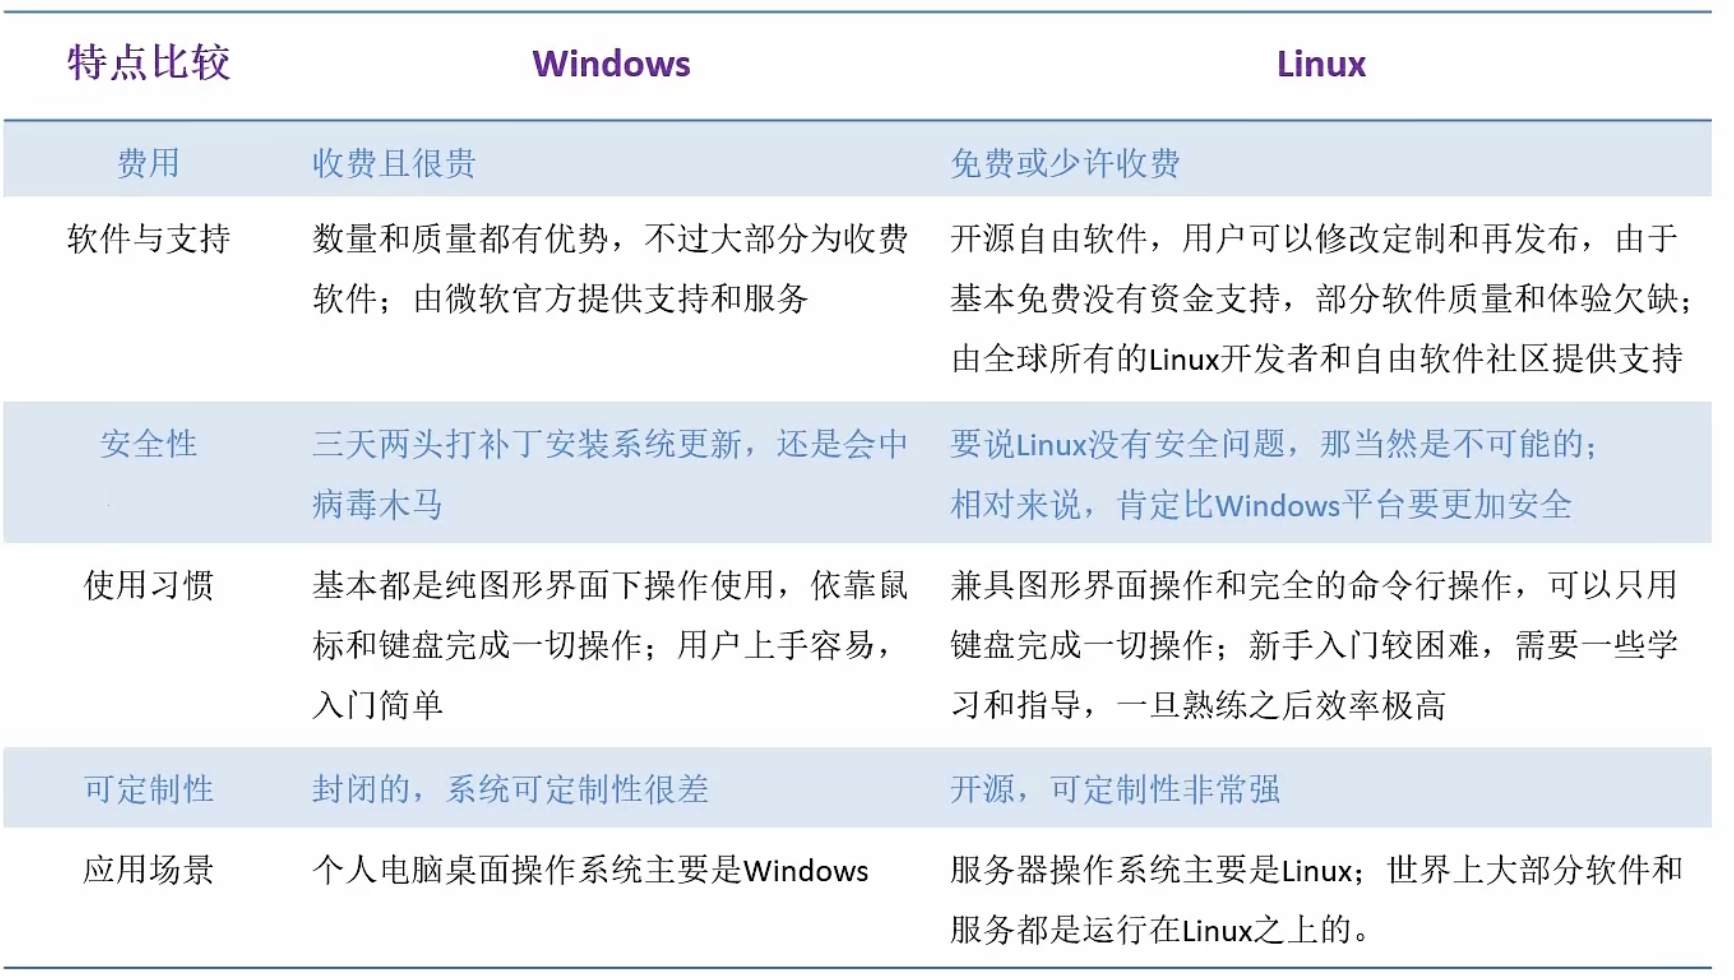 特点比较 Windows Linux
费用 收费且很贵 免费或少许收费
软件与支持 数量和质量都有优势，不过大部分为收费 开源自由软件，用户可以修改定制和再发布，由于
软件；由微软官方提供支持和服务 基本免费没有资金支持，部分软件质量和体验欠缺；
由全球所有的Linux开发者和自由软件社区提供支持
安全性 三天两头打补丁安装系统更新，还是会中 要说Linux没有安全问题，那当然是不可能的；
病毒木马 相对来说，肯定比Windows平台要更加安全
使用习惯 基本都是纯图形界面下操作使用，依靠鼠 兼具图形界面操作和完全的命令行操作，可以只用
标和键盘完成一切操作；用户上手容易， 键盘完成一切操作；新手入门较困难，需要一些学
入门简单 习和指导，一旦熟练之后效率极高
可定制性 封闭的，系统可定制性很差 开源，可定制性非常强
应用场景 个人电脑桌面操作系统主要是Windows 服务器操作系统主要是Linux；世界上大部分软件和
服务都是运行在Linux之上的。